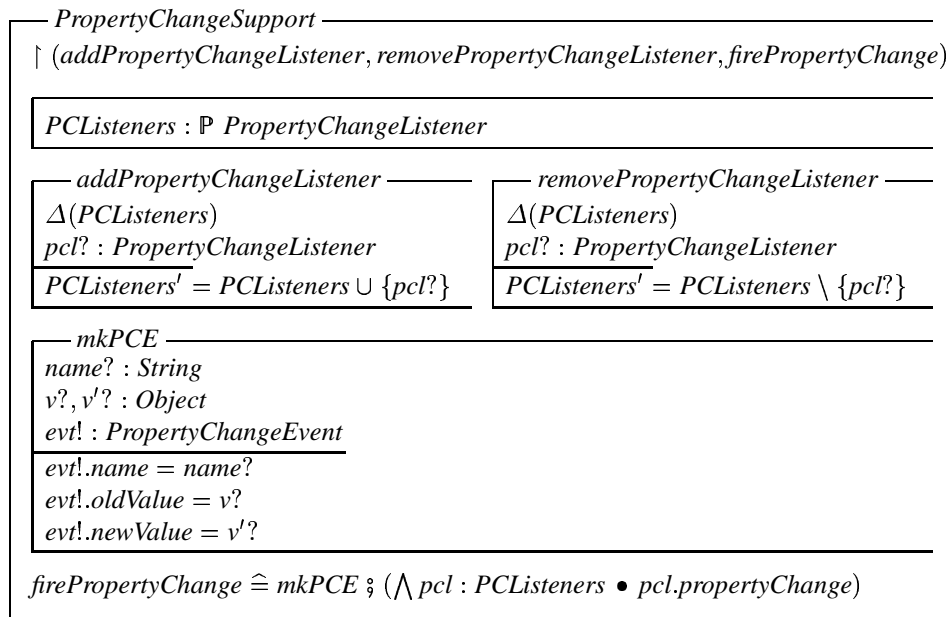 PropertyChangeSupport
↾ (addPropertyChangeListener, removePropertyChangeListener, firePropertyChange)
PCListeners : ℙ PropertyChangeListener
addPropertyChangeListener
Δ(PCListeners)
pcl? : PropertyChangeListener
PCListeners′ = PCListeners ∪ {pcl?}
removePropertyChangeListener
Δ(PCListeners)
pcl? : PropertyChangeListener
PCListeners′ = PCListeners \ {pcl?}
mkPCE
name? : String
v?, v′? : Object
evt! : PropertyChangeEvent
evt!.name = name?
evt!.oldValue = v?
evt!.newValue = v′?
firePropertyChange ≙ mkPCE ⨾ (⋀ pcl : PCListeners • pcl.propertyChange)